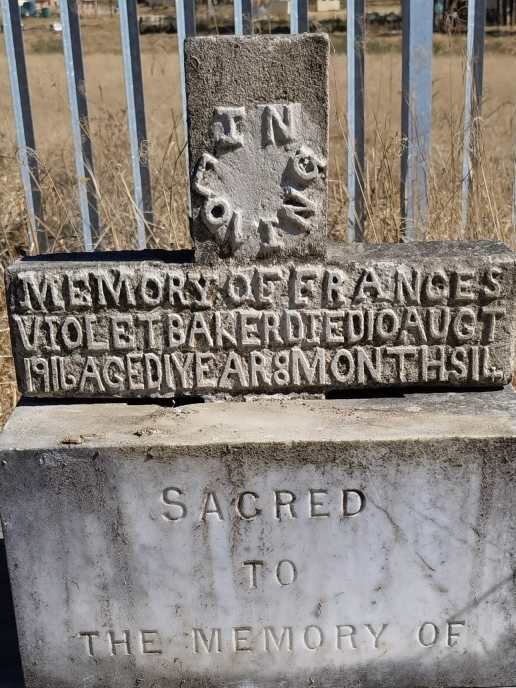 IN
LOVING
MEMORY OF FRANCES
VIOLET BAKER DIED 10 AUGT
1916 AGED 1 YEAR 8 MONTHS
SACRED
TO
THE MEMORY OF